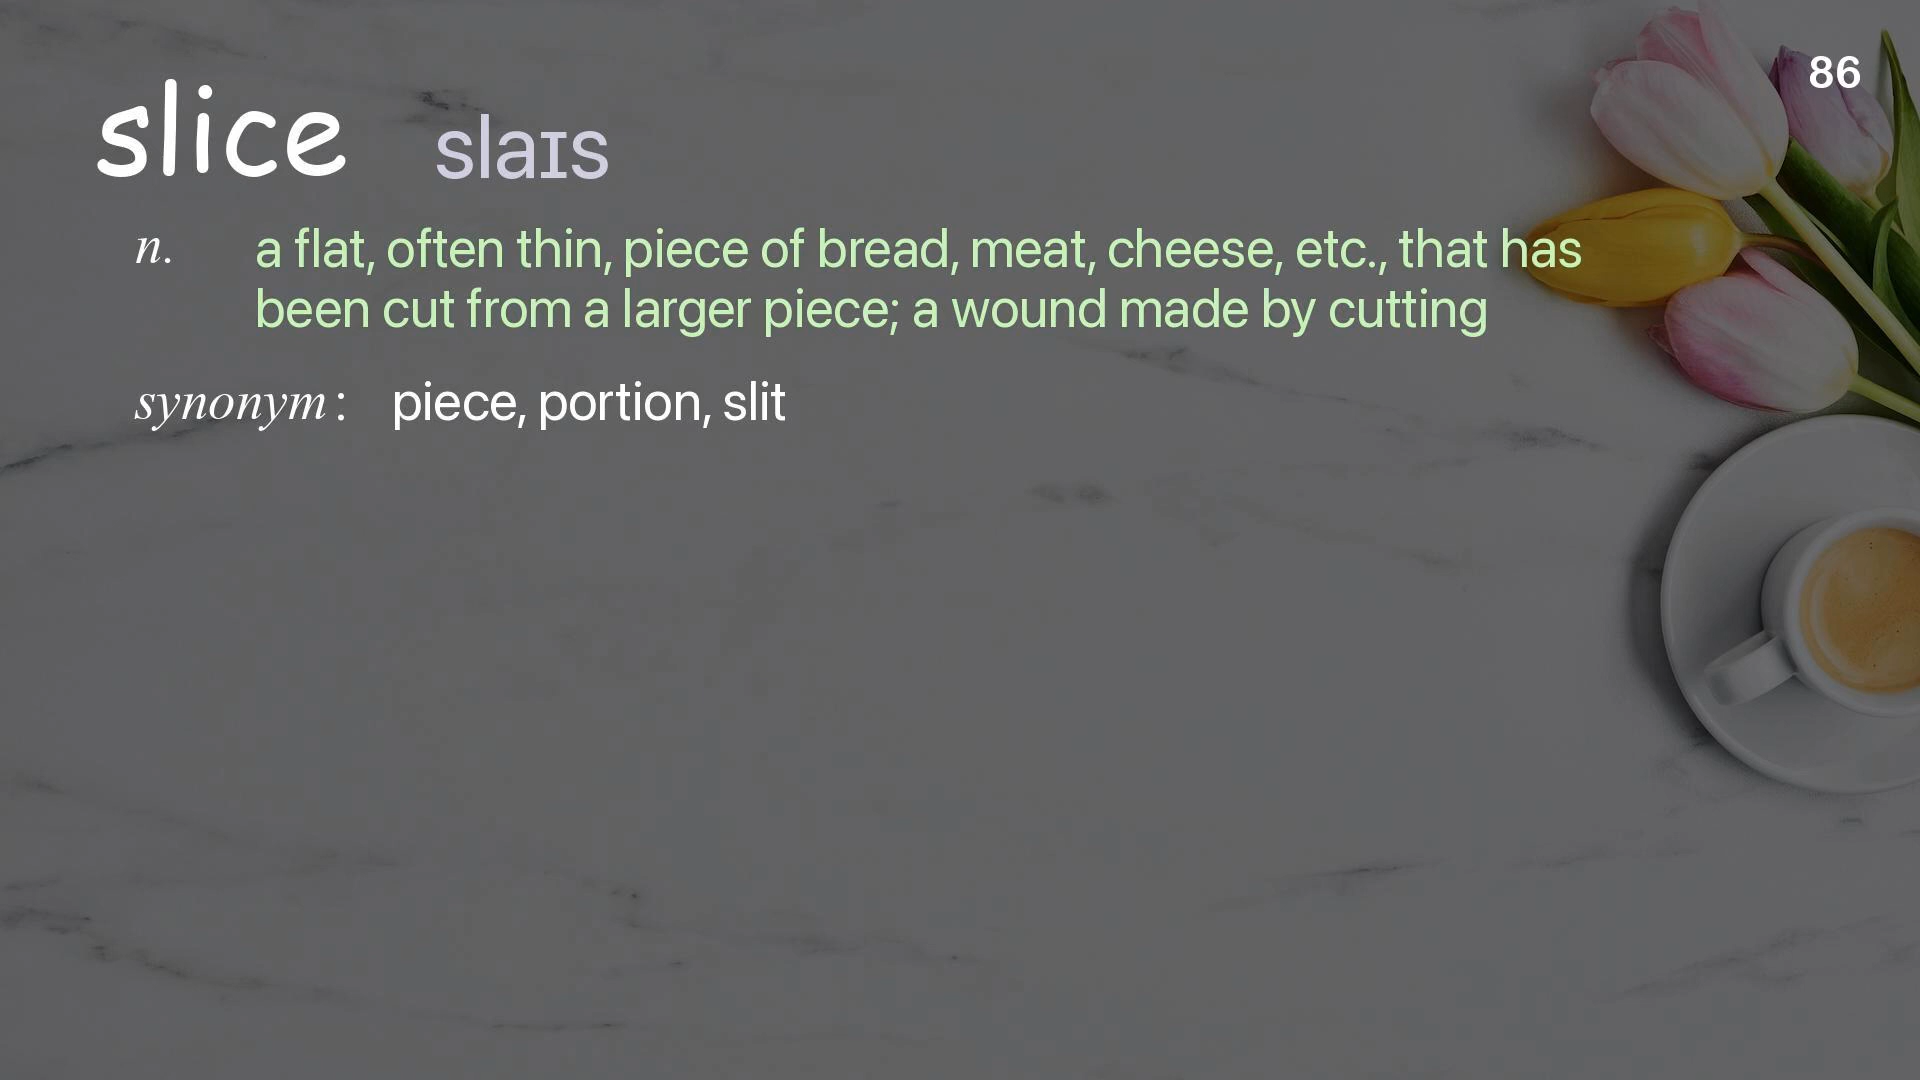 86
slice slaɪs
n. a flat, often thin, piece of bread, meat, cheese, etc., that has
been cut from a larger piece; a wound made by cutting
synonym: piece, portion, slit